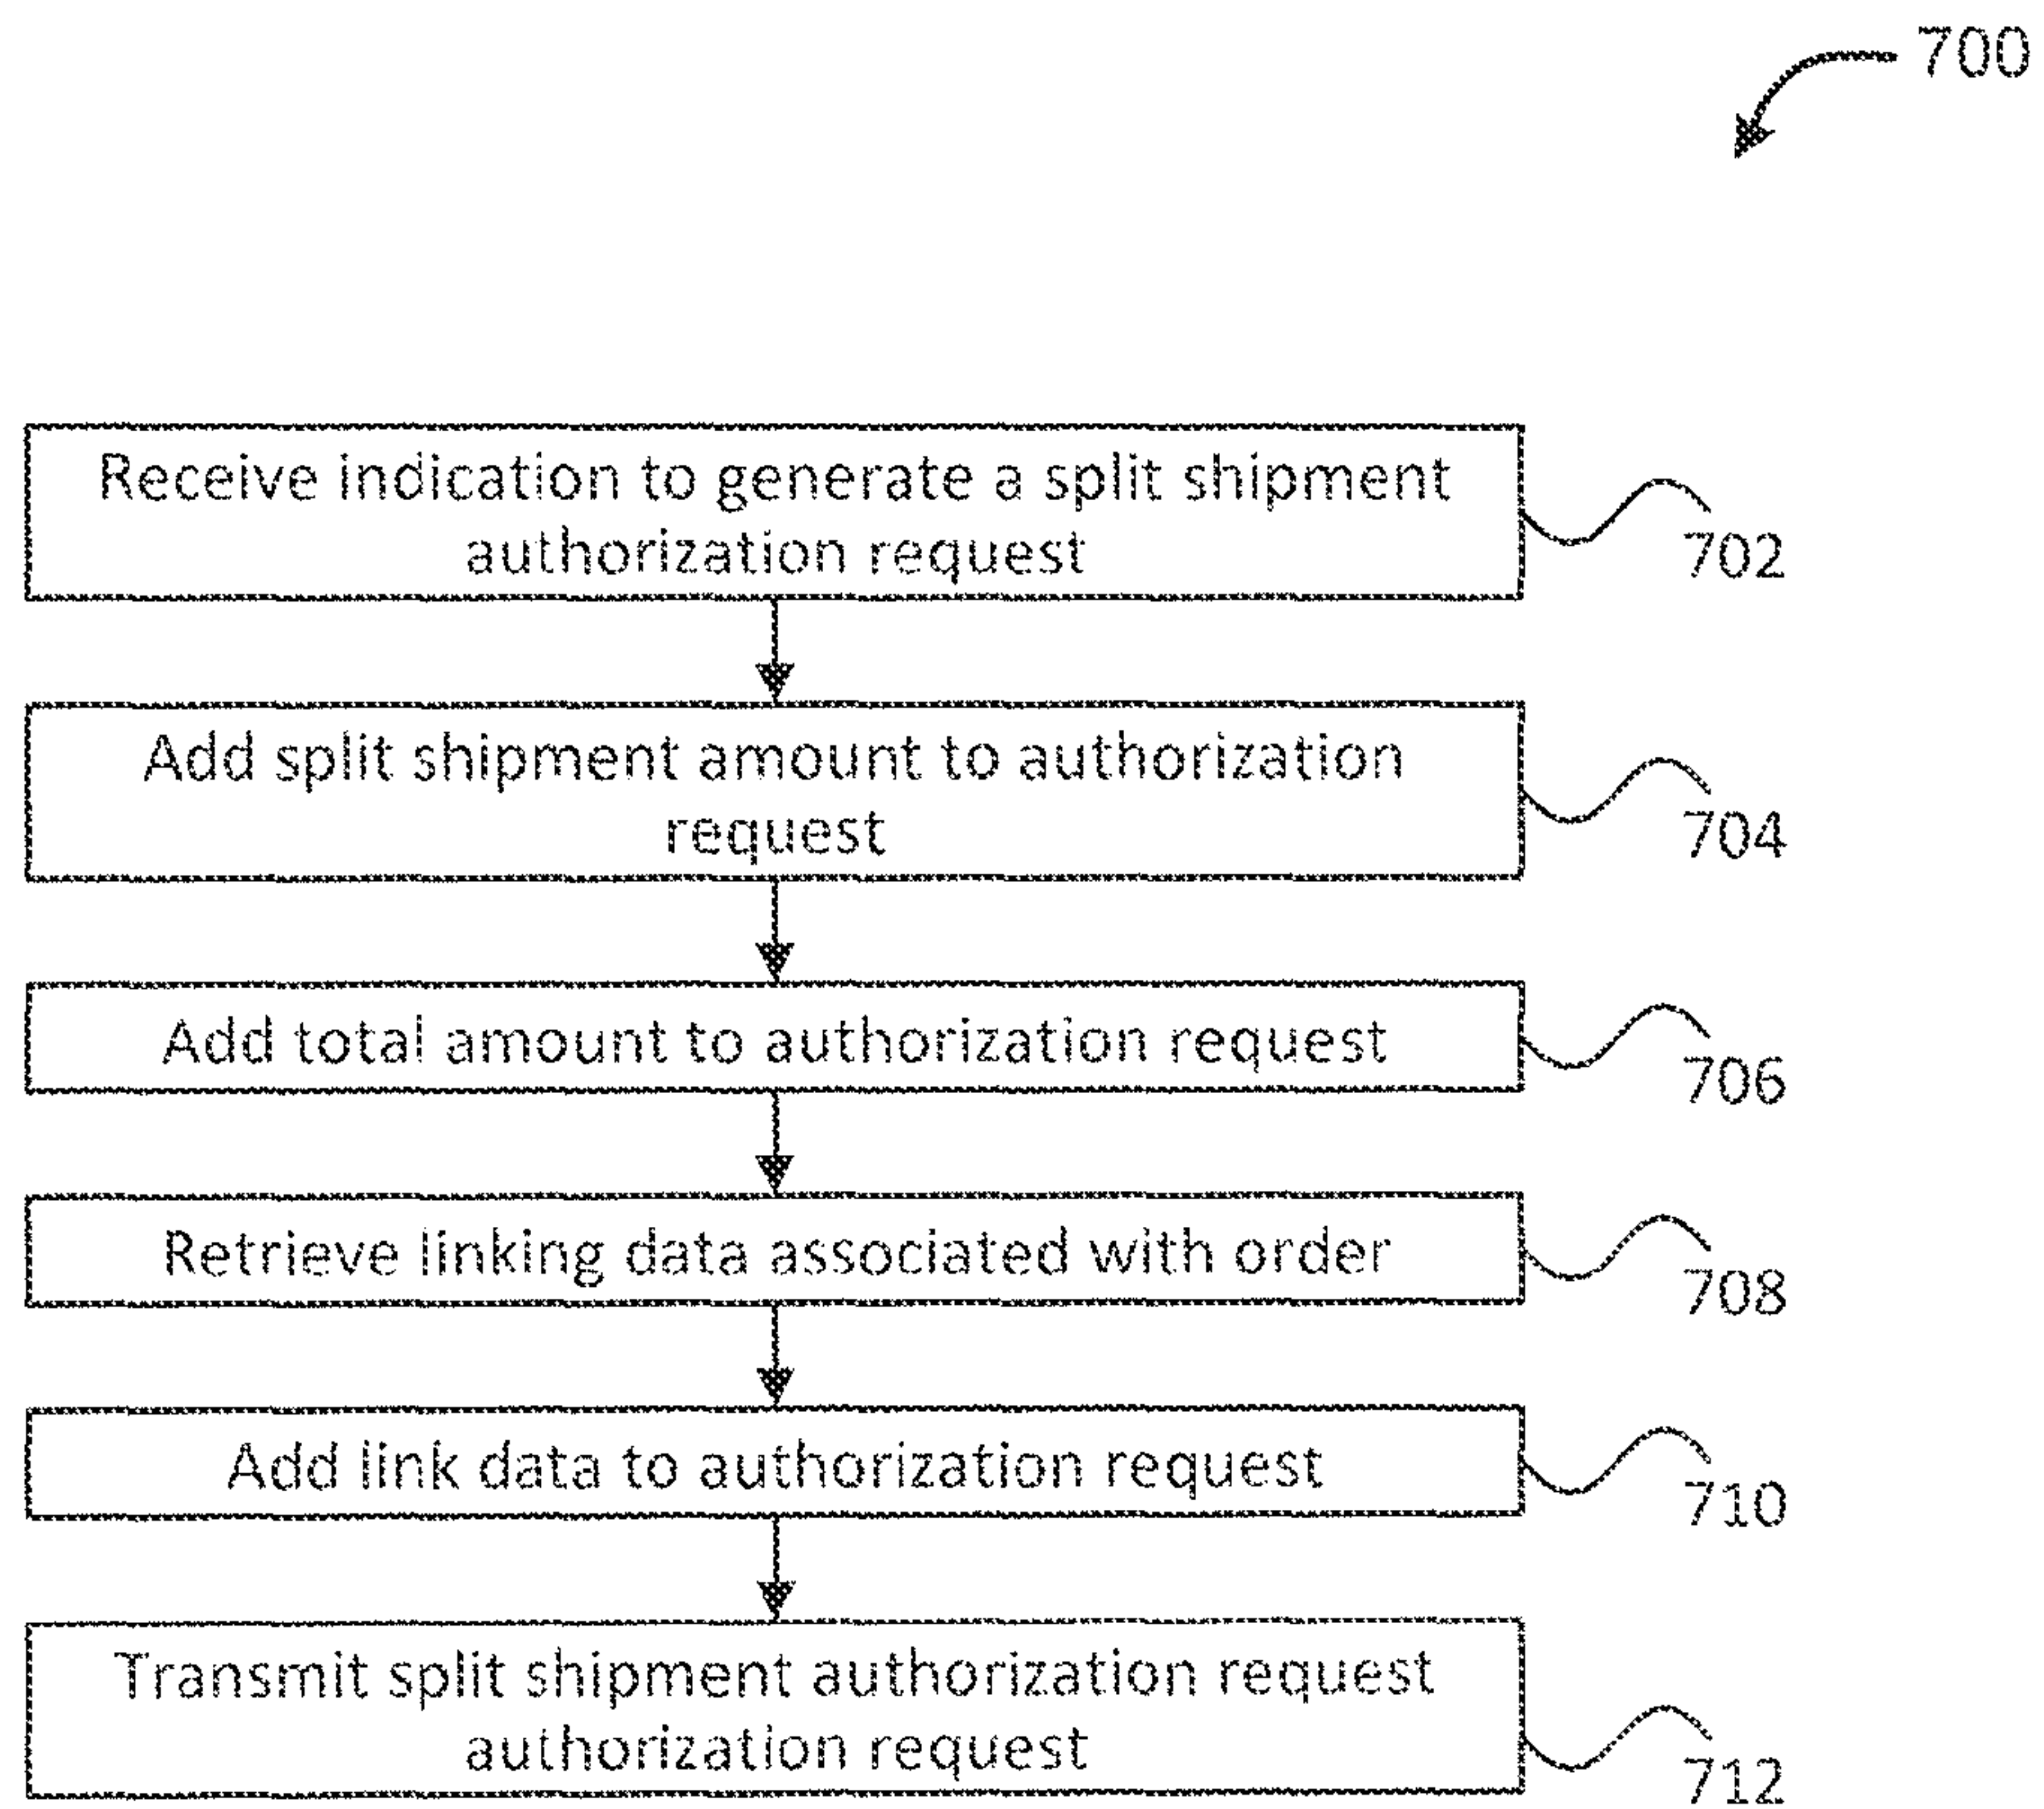 700
Receive indication to generate a split shipment
authorization request
702
Add split shipment amount to authorization
request
704
Add total amount to authorization request
706
Retrieve linking data associated with order
708
Add link data to authorization request
710
Transmit split shipment authorization request
authorization request
712